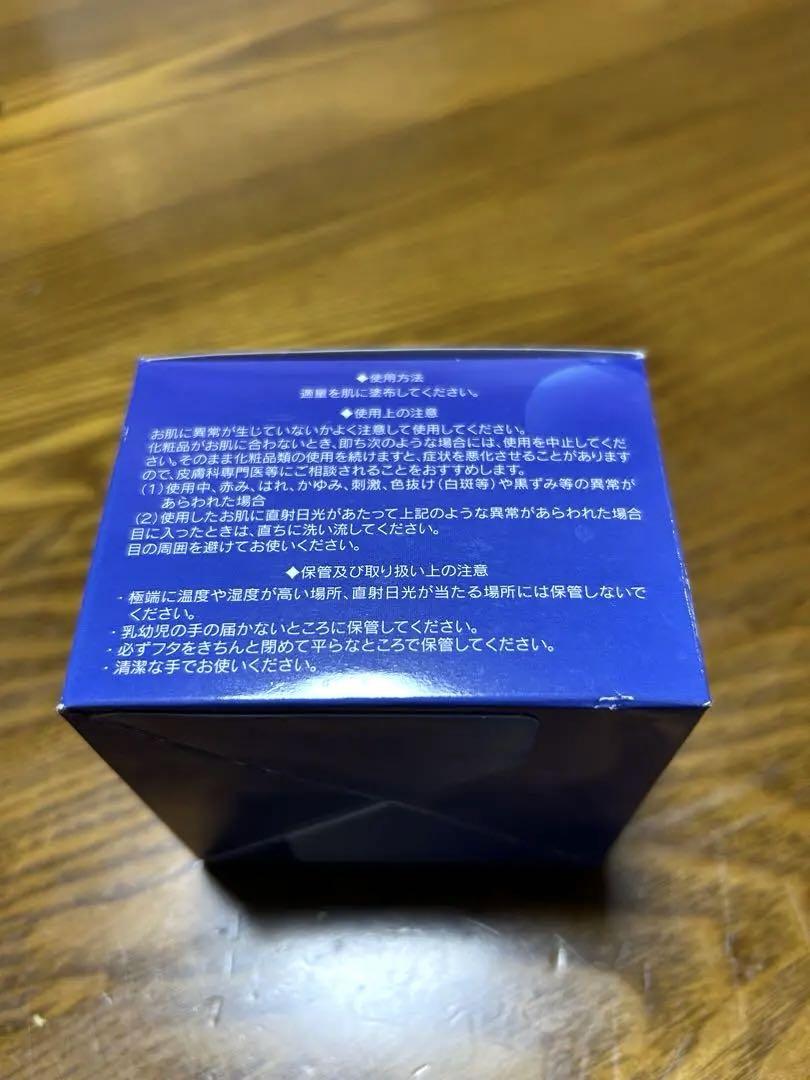 ◆使用方法
適量を肌に塗布してください。
◆使用上の注意
お肌に異常が生じていないかよく注意して使用してください。
化粧品がお肌に合わないとき、即ち次のような場合には、使用を中止してくだ
さい。そのまま化粧品類の使用を続けますと、症状を悪化させることがあります
ので、皮膚科専門医等にご相談されることをおすすめします。
(1)使用中、赤み、はれ、かゆみ、刺激、色抜け(白斑等)や黒ずみ等の異常が
あらわれた場合
(2)使用したお肌に直射日光があたって上記のような異常があらわれた場合
目に入ったときは、直ちに洗い流してください。
目の周囲を避けてお使いください。
◆保管及び取り扱い上の注意
・極端に温度や湿度が高い場所、直射日光が当たる場所には保管しないで
ください。
・乳幼児の手の届かないところに保管してください。
・必ずフタをきちんと閉めて平らなところで保管してください。
・清潔な手でお使いください。